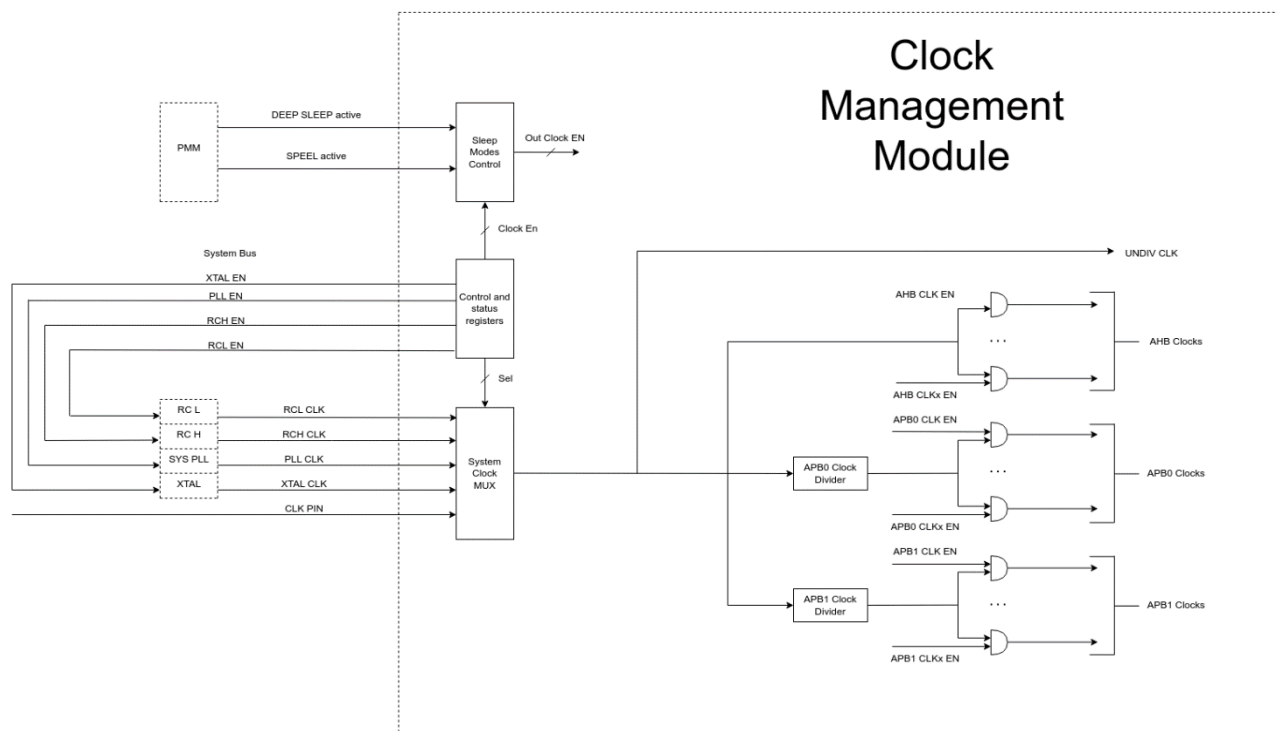 Clock
Management
Module
DEEP SLEEP active
PMM
SPEEL active
Sleep
Modes
Control
Out Clock EN
Clock En
System Bus
XTAL EN
PLL EN
RCH EN
RCL EN
Control and
status
registers
Sel
UNDIV CLK
AHB CLK EN
...
AHB Clocks
AHB CLKx EN
RC L
RCL CLK
RC H
RCH CLK
SYS PLL
PLL CLK
XTAL
XTAL CLK
CLK PIN
System
Clock
MUX
APB0 CLK EN
APB0 Clock
Divider
...
APB0 Clocks
APB0 CLKx EN
APB1 CLK EN
APB1 Clock
Divider
...
APB1 Clocks
APB1 CLKx EN